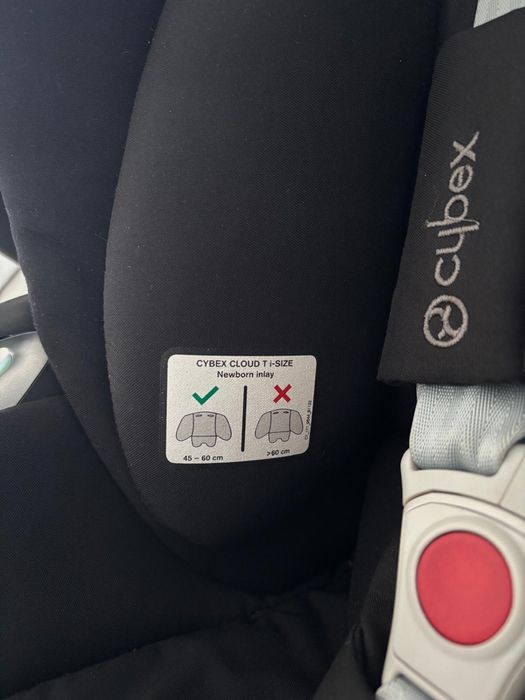 cybex
CYBEX CLOUD T i-SIZE
Newborn inlay
45 – 60 cm
>60 cm